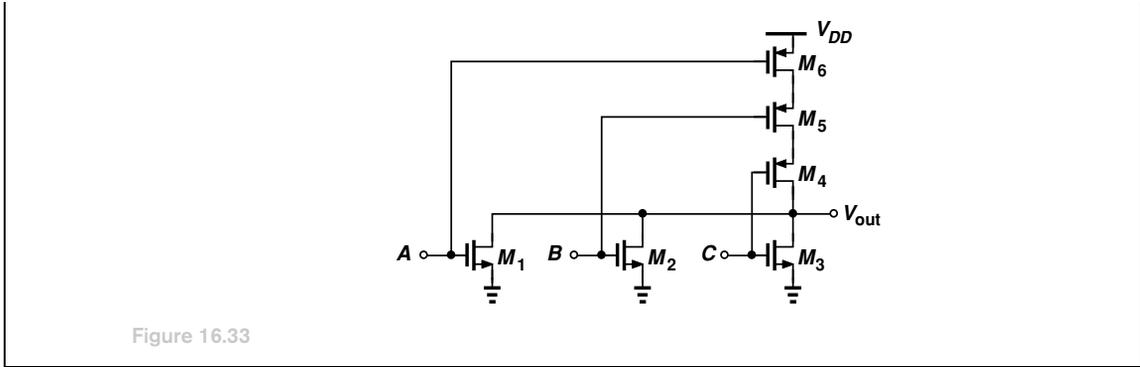 V_DD
M_6
M_5
M_4
V_out
A
M_1
B
M_2
C
M_3
Figure 16.33